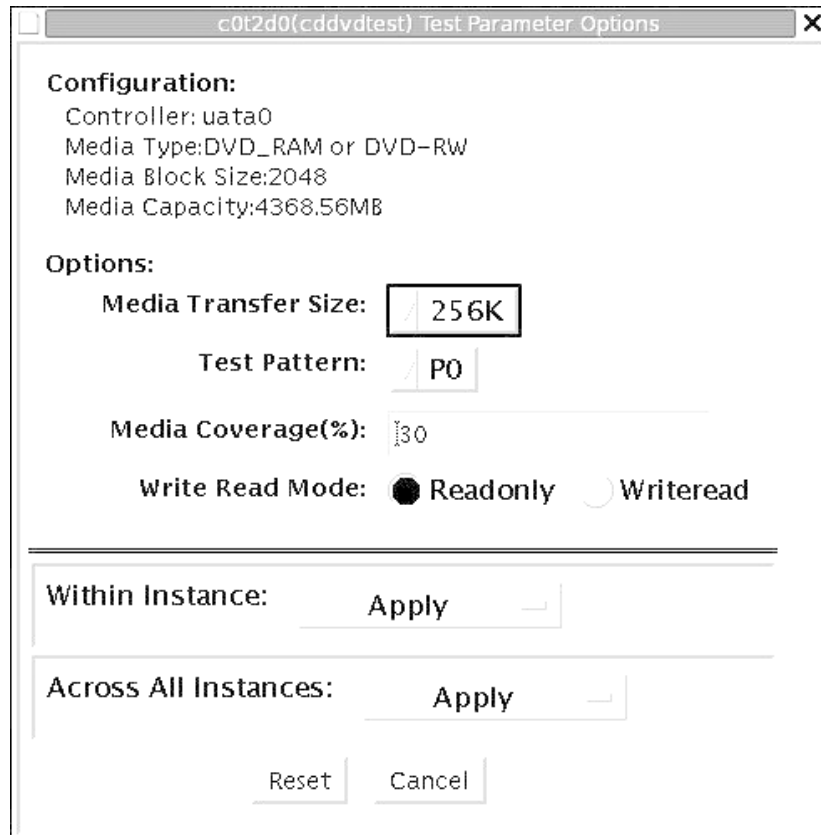 c0t2d0(cddvdtest) Test Parameter Options
Configuration:
Controller: uata0
Media Type:DVD_RAM or DVD-RW
Media Block Size:2048
Media Capacity:4368.56MB
Options:
Media Transfer Size: 256K
Test Pattern: P0
Media Coverage(%): 30
Write Read Mode: Readonly Writeread
Within Instance: Apply
Across All Instances: Apply
Reset Cancel